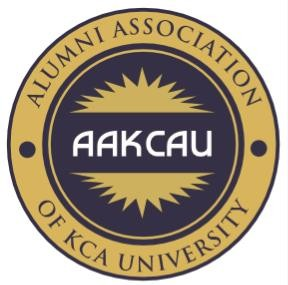 ALUMNI ASSOCIATION
AAKCAU
OF KCA UNIVERSITY